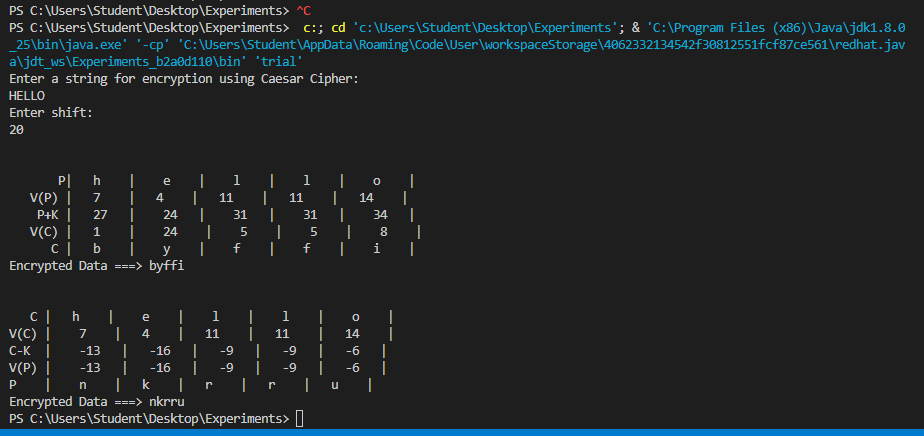 PS C:\Users\Student\Desktop\Experiments> ^C
PS C:\Users\Student\Desktop\Experiments>  c:; cd 'c:\Users\Student\Desktop\Experiments'; & 'C:\Program Files (x86)\Java\jdk1.8.0
_25\bin\java.exe' '-cp' 'C:\Users\Student\AppData\Roaming\Code\User\workspaceStorage\4062332134542f30812551fcf87ce561\redhat.jav
a\jdt_ws\Experiments_b2a0d110\bin' 'trial'
Enter a string for encryption using Caesar Cipher:
HELLO
Enter shift:
20
P| h | e | l | l | o |
V(P) | 7 | 4 | 11 | 11 | 14 |
P+K | 27 | 24 | 31 | 31 | 34 |
V(C) | 1 | 24 | 5 | 5 | 8 |
C | b | y | f | f | i |
Encrypted Data ===> byffi
C | h | e | l | l | o |
V(C) | 7 | 4 | 11 | 11 | 14 |
C-K | -13 | -16 | -9 | -9 | -6 |
V(P) | -13 | -16 | -9 | -9 | -6 |
P | n | k | r | r | u |
Encrypted Data ===> nkrru
PS C:\Users\Student\Desktop\Experiments>